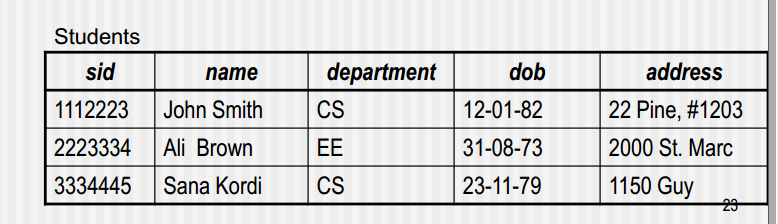 Students
sid name department dob address
1112223 John Smith CS 12-01-82 22 Pine, #1203
2223334 Ali Brown EE 31-08-73 2000 St. Marc
3334445 Sana Kordi CS 23-11-79 1150 Guy
23